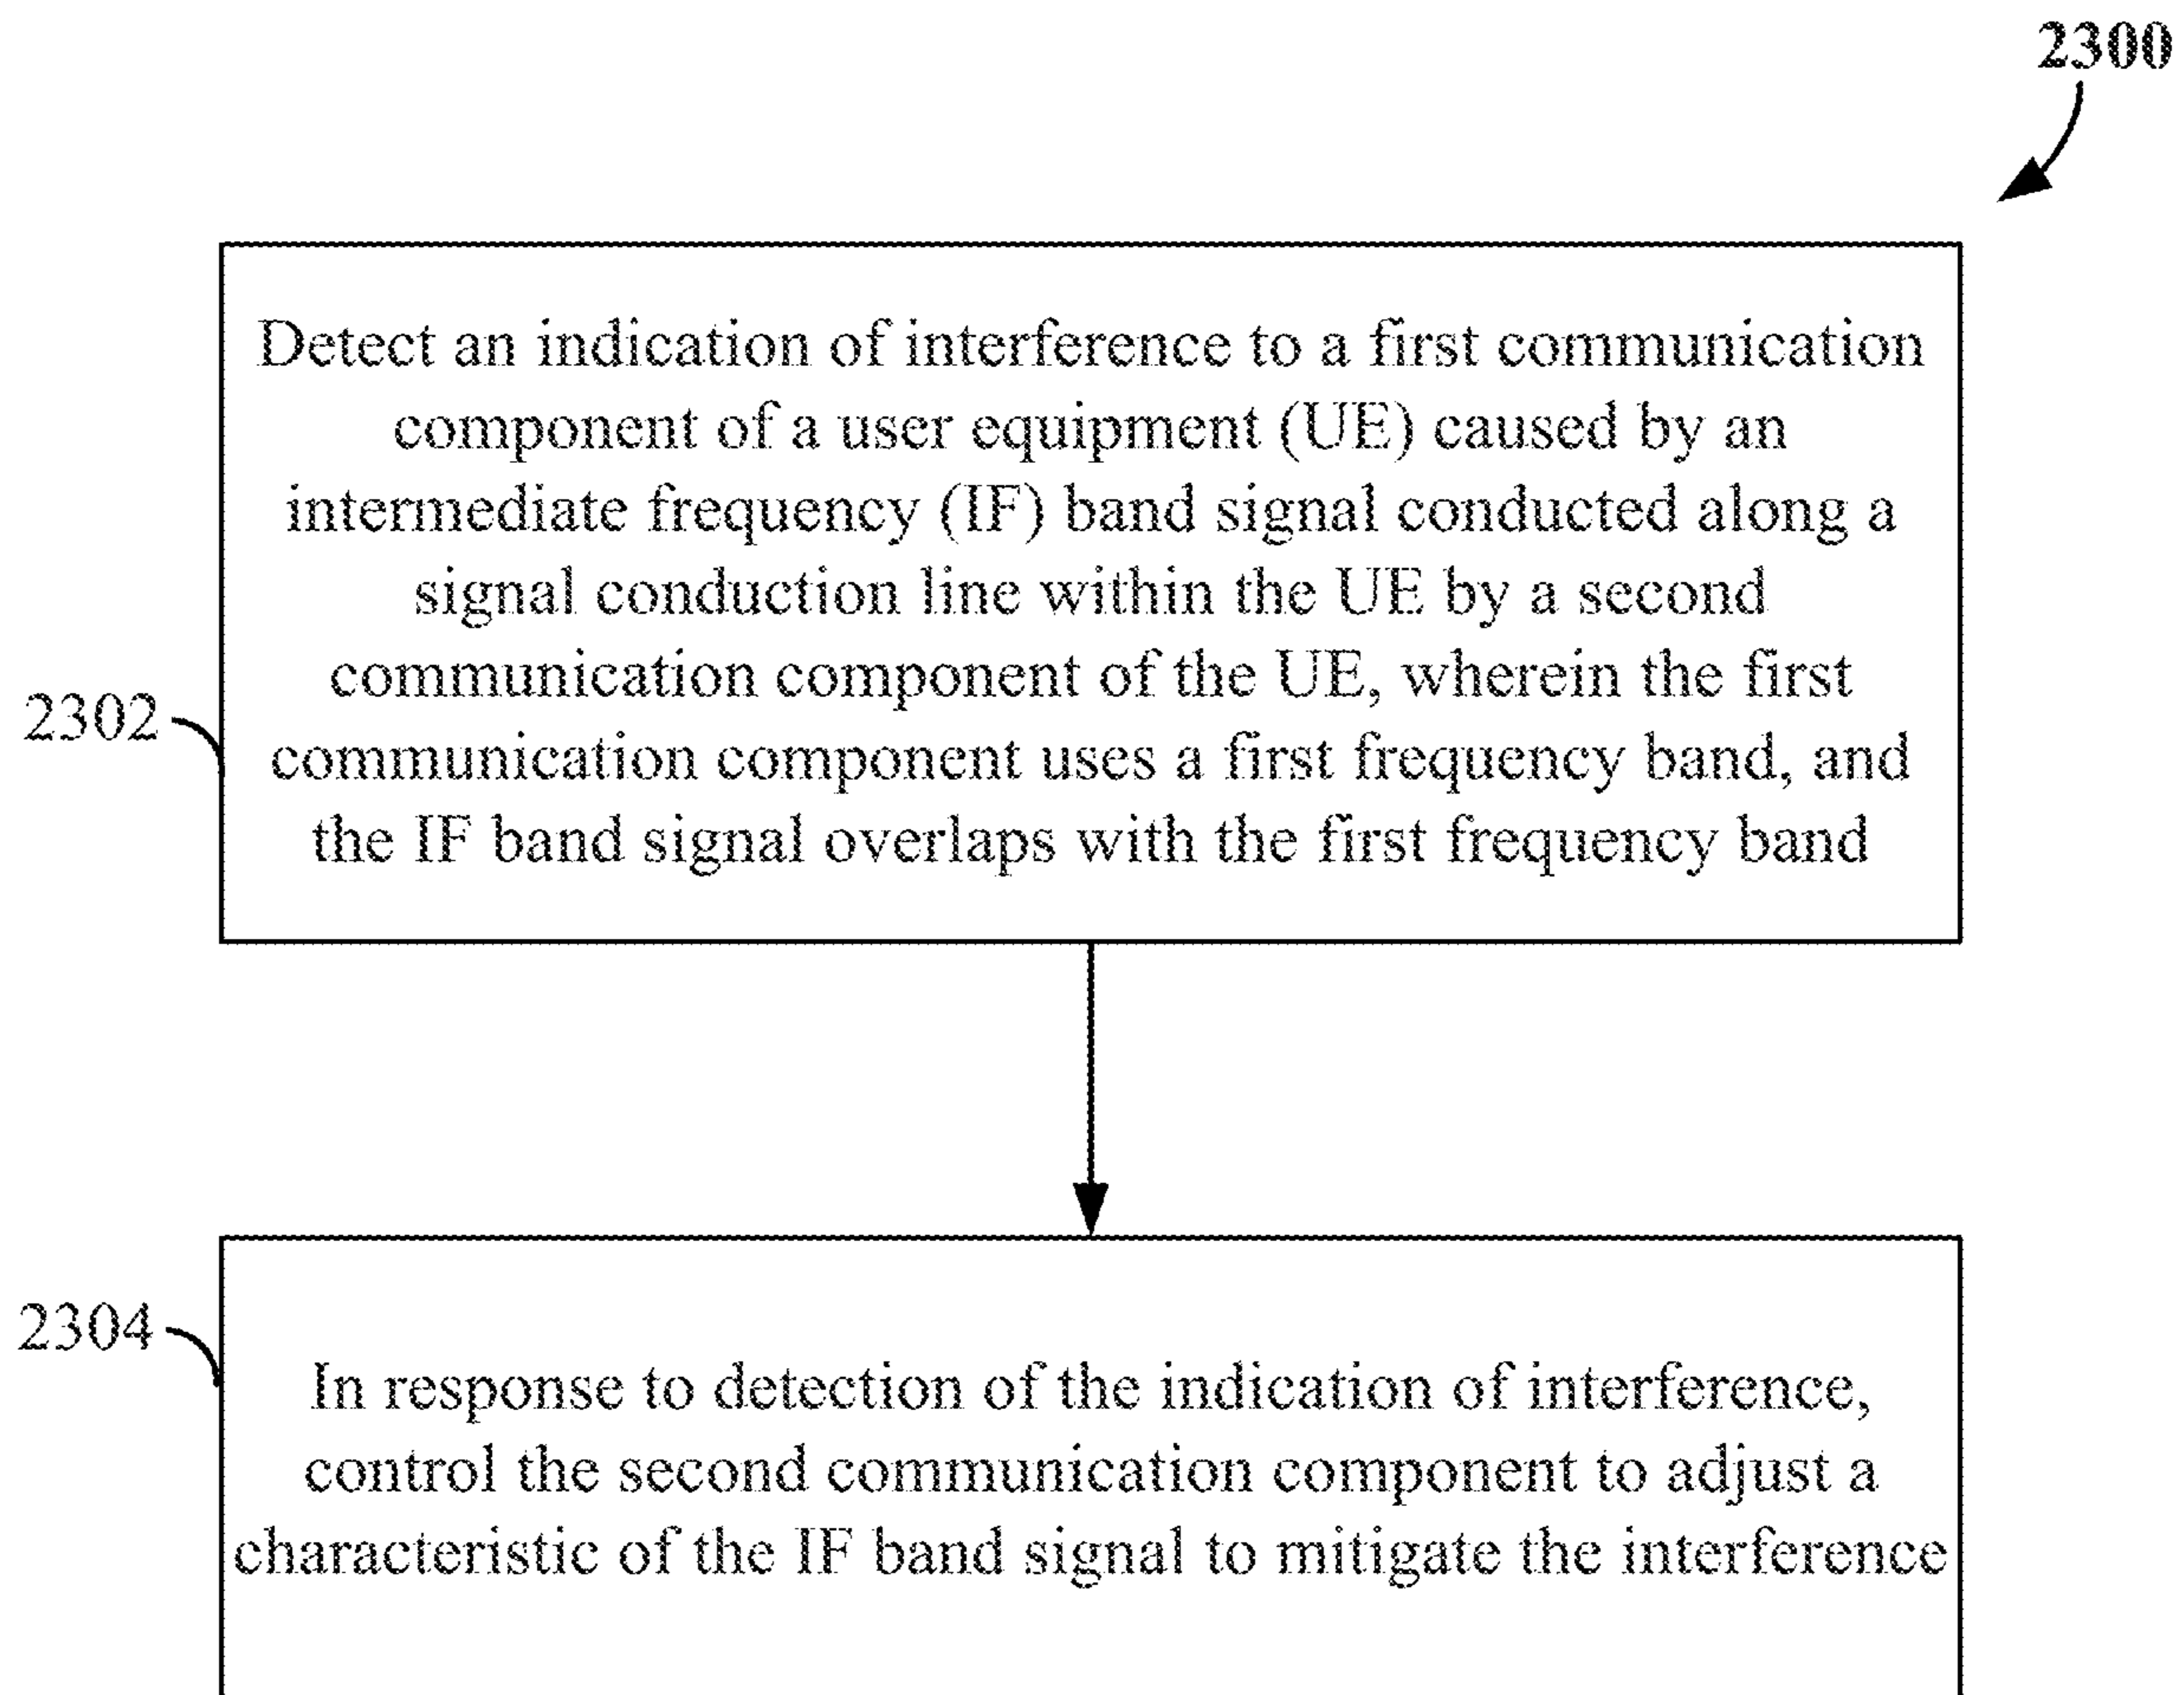 2300
Detect an indication of interference to a first communication
component of a user equipment (UE) caused by an
intermediate frequency (IF) band signal conducted along a
signal conduction line within the UE by a second
communication component of the UE, wherein the first
2302
communication component uses a first frequency band, and
the IF band signal overlaps with the first frequency band
2304
In response to detection of the indication of interference,
control the second communication component to adjust a
characteristic of the IF band signal to mitigate the interference